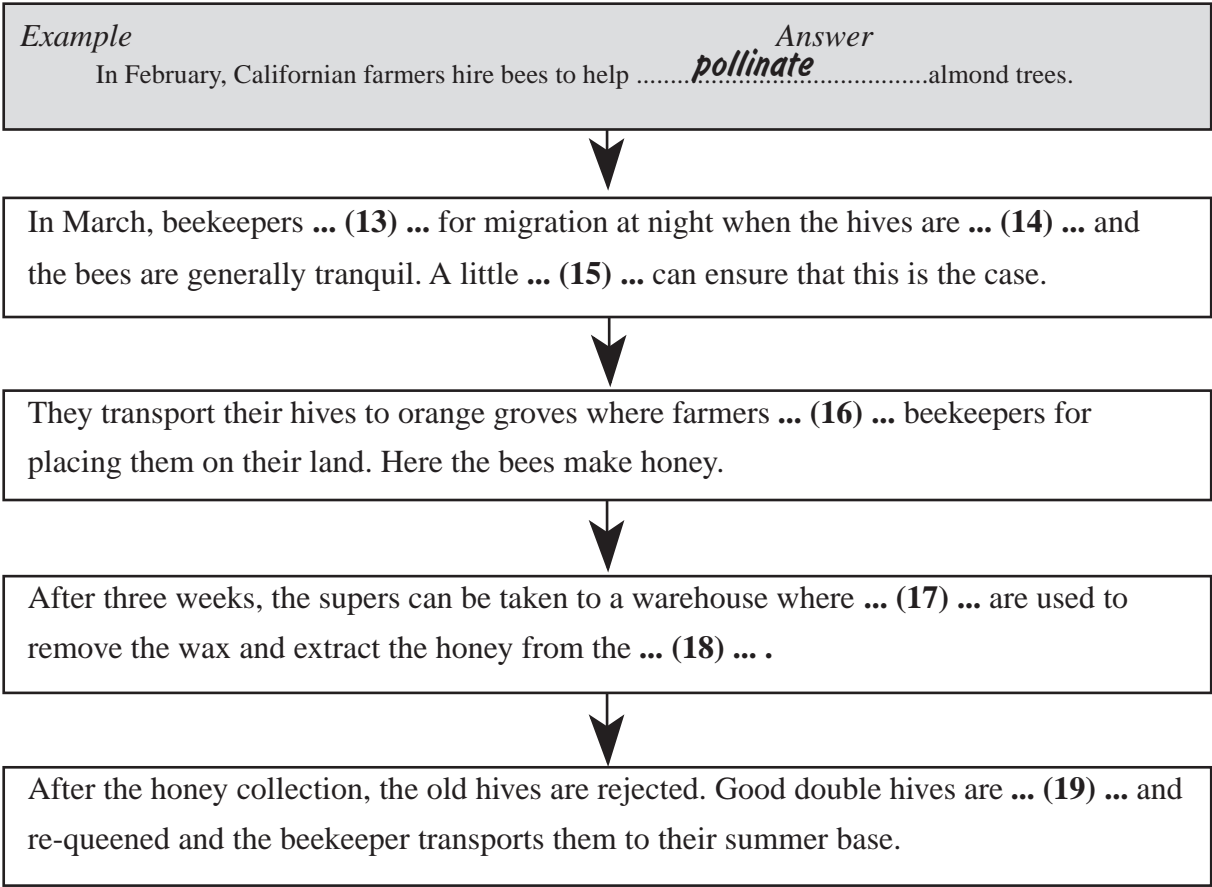 Example Answer
In February, Californian farmers hire bees to help ........pollinate....................almond trees.
In March, beekeepers ... (13) ... for migration at night when the hives are ... (14) ... and
the bees are generally tranquil. A little ... (15) ... can ensure that this is the case.
They transport their hives to orange groves where farmers ... (16) ... beekeepers for
placing them on their land. Here the bees make honey.
After three weeks, the supers can be taken to a warehouse where ... (17) ... are used to
remove the wax and extract the honey from the ... (18) ... .
After the honey collection, the old hives are rejected. Good double hives are ... (19) ... and
re-queened and the beekeeper transports them to their summer base.